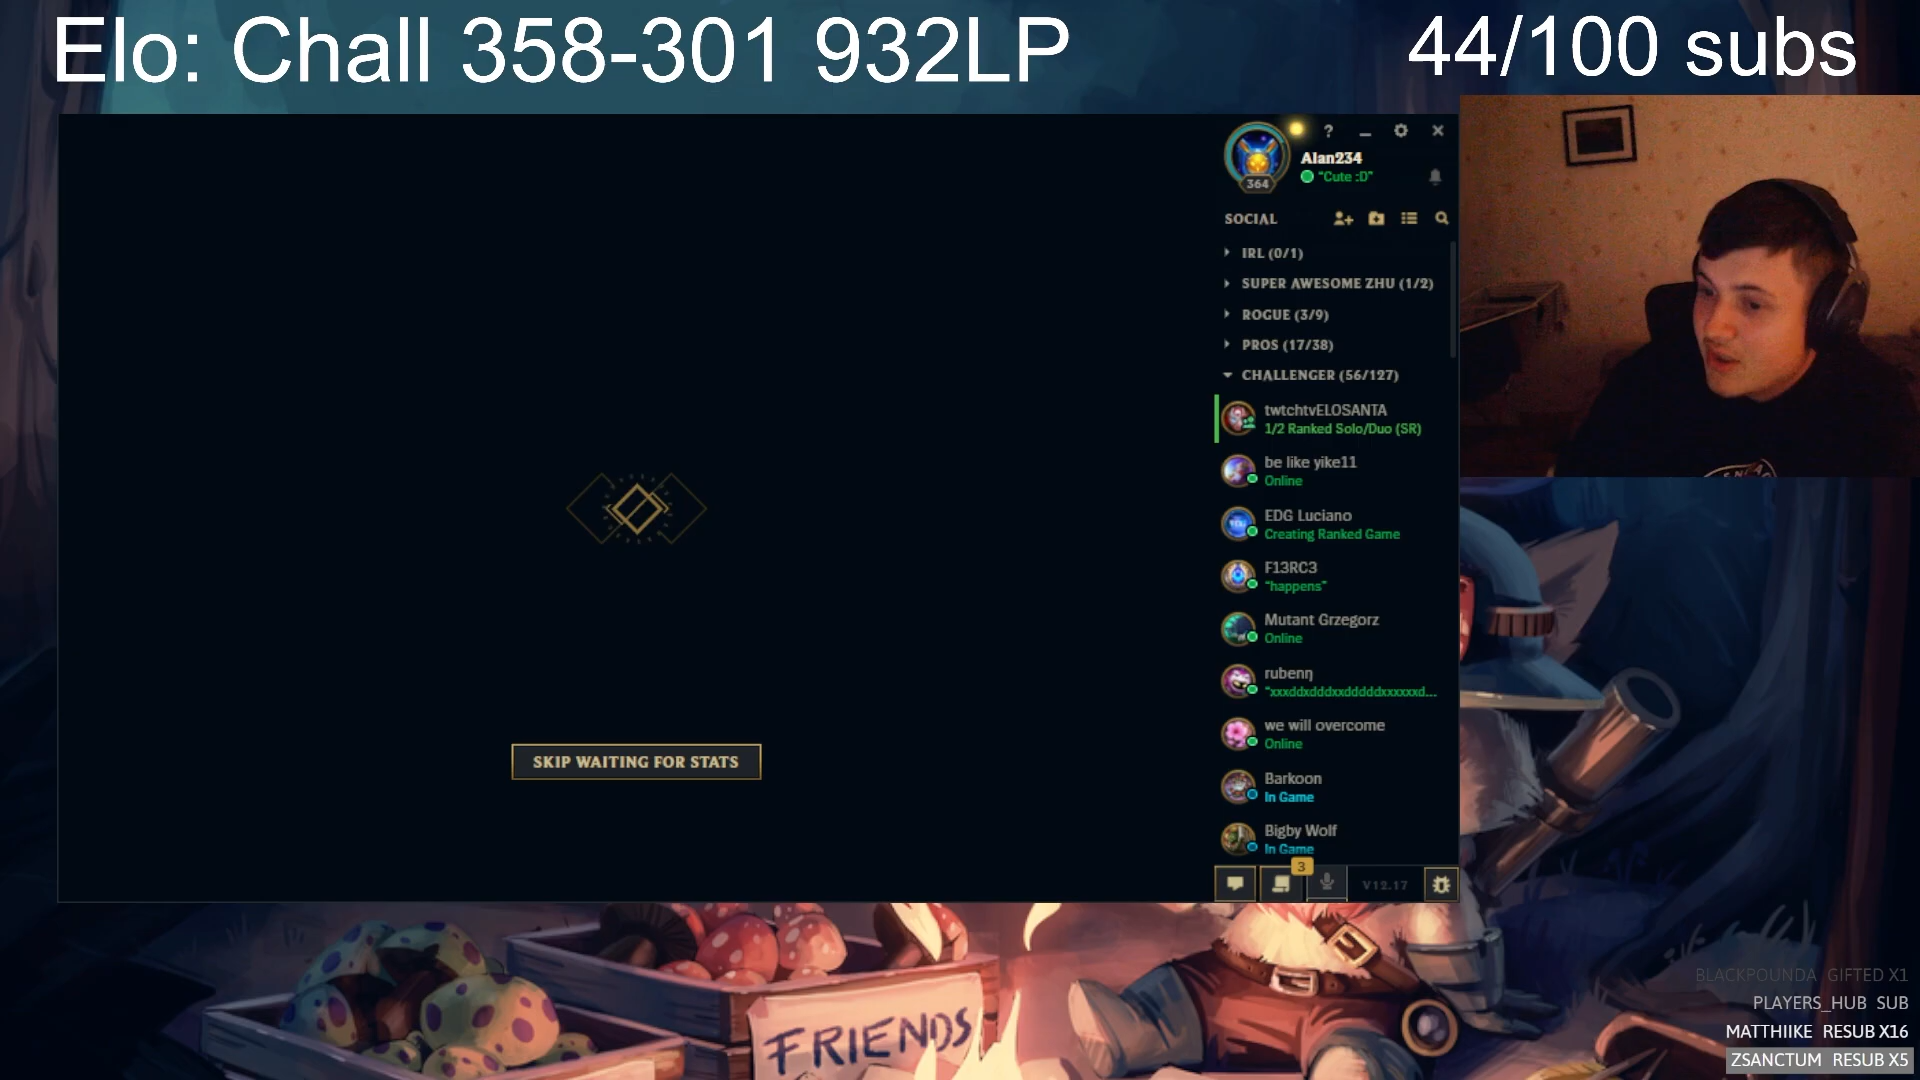 Elo: Chall 358-301 932LP
44/100 subs
?
Alan234
364
"Cute :D"
SOCIAL
IRL (0/1)
SUPER AWESOME ZHU (1/2)
ROGUE (3/9)
PROS (17/38)
CHALLENGER (56/127)
twtchtvELOSANTA
1/2 Ranked Solo/Duo (SR)
be like yike11
Online
EDG Luciano
Creating Ranked Game
F13RC3
"happens"
Mutant Grzegorz
Online
rubenη
we will overcome
Online
SKIP WAITING FOR STATS
Barkoon
In Game
Bigby Wolf
In Game
3
V12.17
FRIENDS
BLACKPOUNDA GIFTED X1
PLAYERS_HUB SUB
MATTHIIKE RESUB X16
ZSANCTUM RESUB X5